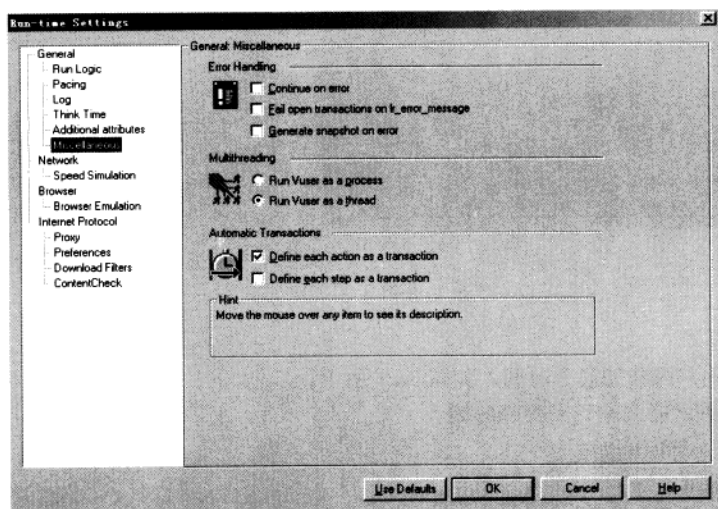 Run-time Settings
General
Run Logic
Pacing
Log
Think Time
Additional attributes
Miscellaneous
Network
Speed Simulation
Browser
Browser Emulation
Internet Protocol
Proxy
Preferences
Download Filters
ContentCheck
General: Miscellaneous
Error Handling
Continue on error
Fail open transactions on lr_error_message
Generate snapshot on error
Multithreading
Run Vuser as a process
Run Vuser as a thread
Automatic Transactions
Define each action as a transaction
Define each step as a transaction
Hint
Move the mouse over any item to see its description.
Use Defaults
OK
Cancel
Help